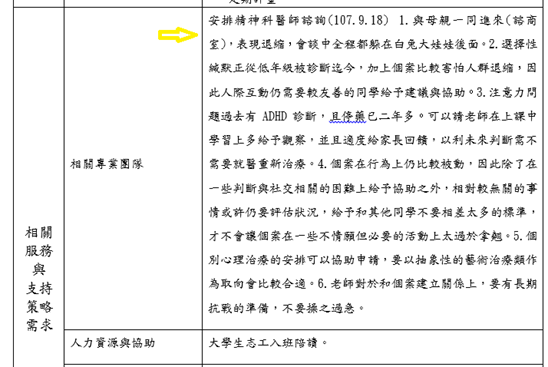 安排精神科醫師諮詢(107.9.18) 1.與母親一同進來(諮商
室)，表現退縮，會談中全程都躲在白兔大娃娃後面。2.選擇性
緘默正從低年級被診斷迄今，加上個案比較害怕人群退縮，因
此人際互動仍需要較友善的同學給予建議與協助。3.注意力問
題過去有 ADHD 診斷，且停藥已二年多。可以請老師在上課中
學習上多給予觀察，並且適度給家長回饋，以利未來判斷需不
需要就醫重新治療。4.個案在行為上仍比較被動，因此除了在
一些判斷與社交相關的困難上給予協助之外，相對較無關的事
情或許仍要評估狀況，給予和其他同學不要相差太多的標準，
才不會讓個案在一些不情願但必要的活動上太過於拿翹。5.個
別心理治療的安排可以協助申請，要以抽象性的藝術治療類作
為取向會比較合適。6.老師對於和個案建立關係上，要有長期
抗戰的準備，不要操之過急。
相關專業團隊
相關
服務
與
支持
策略
需求
人力資源與協助
大學生志工入班陪讀。